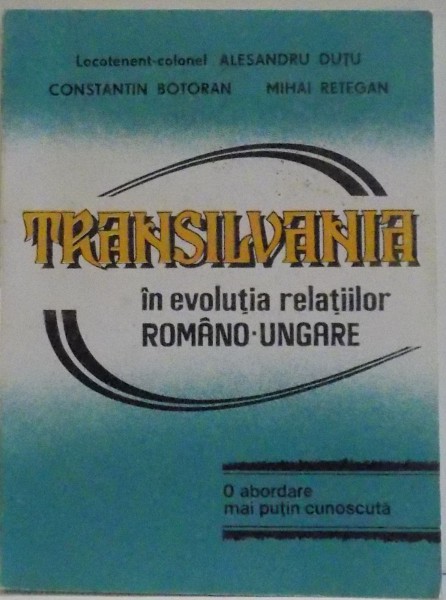 Locotenent-colonel ALESANDRU DUȚU
CONSTANTIN BOTORAN MIHAI RETEGAN
TRANSILVANIA
în evoluția relațiilor
ROMÂNO-UNGARE
O abordare
mai puțin cunoscută